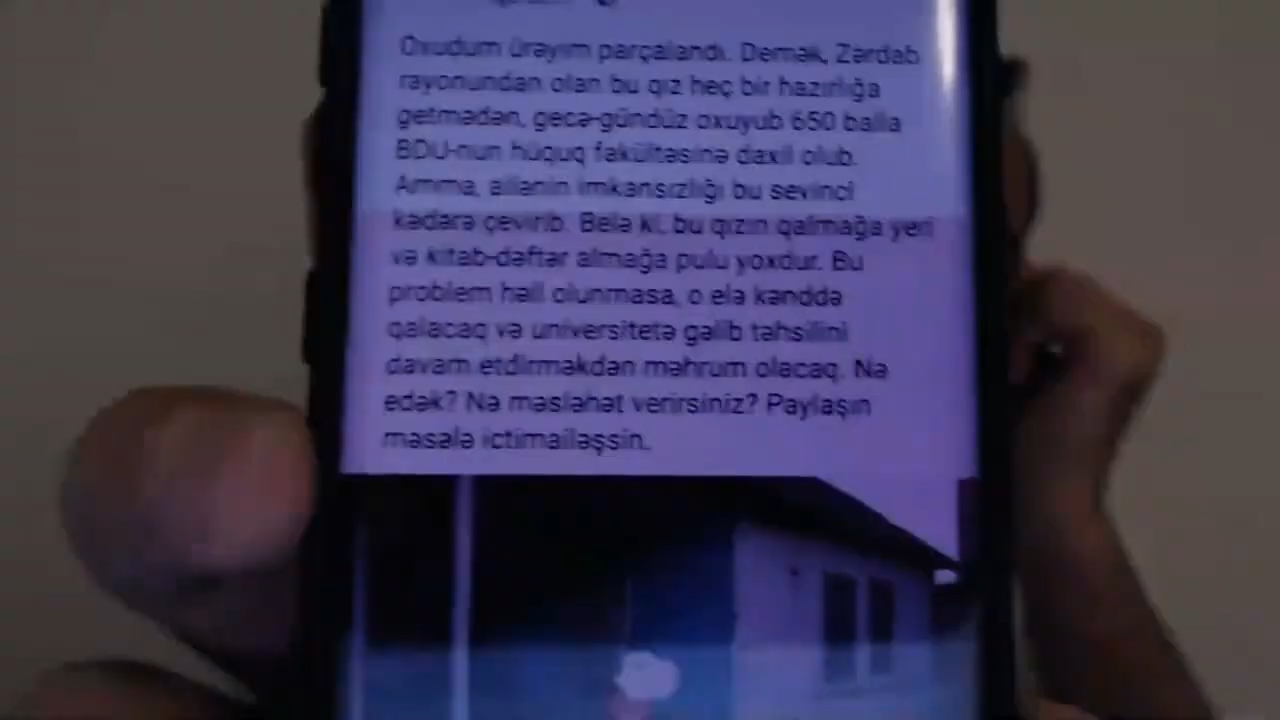 Oxudum ürəyim parçalandı. Demək, Zərdab
rayonundan olan bu qız heç bir hazırlığa
getmədən, gecə-gündüz oxuyub 650 balla
BDU-nun hüquq fakültəsinə daxil olub.
Amma, ailənin imkansızlığı bu sevinci
kədərə çevirib. Belə ki, bu qızın qalmağa yeri
və kitab-dəftər almağa pulu yoxdur. Bu
problem həll olunmasa, o elə kənddə
qalacaq və universitetə gəlib təhsilini
davam etdirməkdən məhrum olacaq. Nə
edək? Nə məsləhət verirsiniz? Paylaşın
məsələ ictimailəşsin.